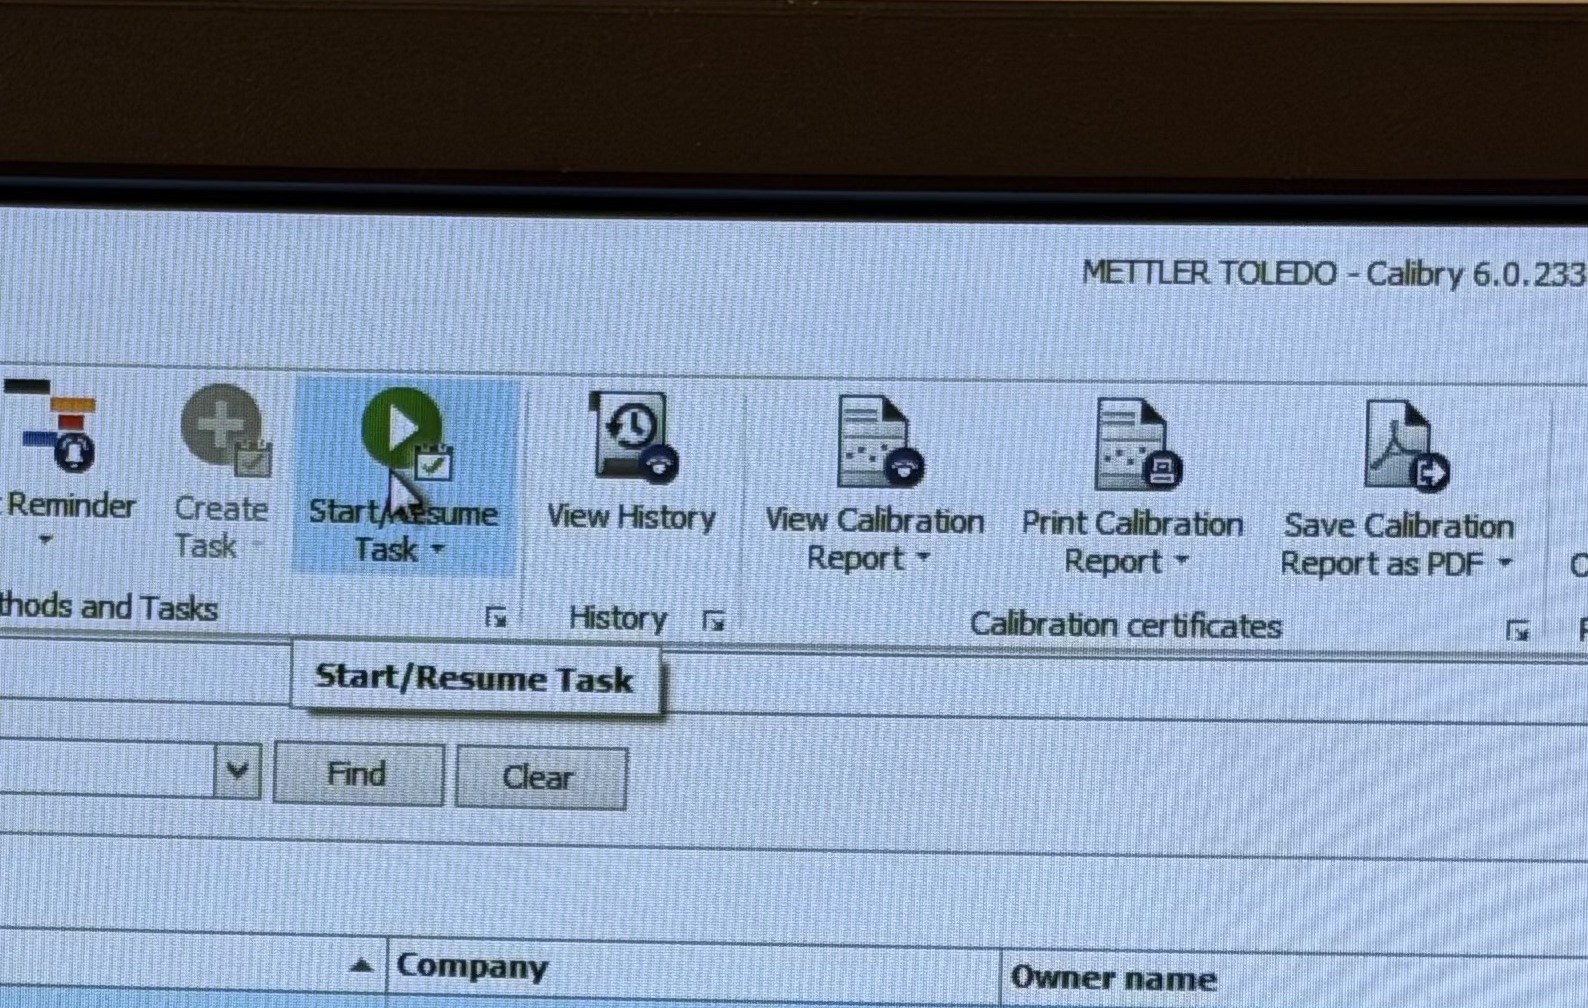 METTLER TOLEDO - Calibry 6.0.233
Reminder
Create
Task
Start/Resume
Task
View History
View Calibration
Report
Print Calibration
Report
Save Calibration
Report as PDF
thods and Tasks
History
Calibration certificates
Start/Resume Task
Find
Clear
Company
Owner name